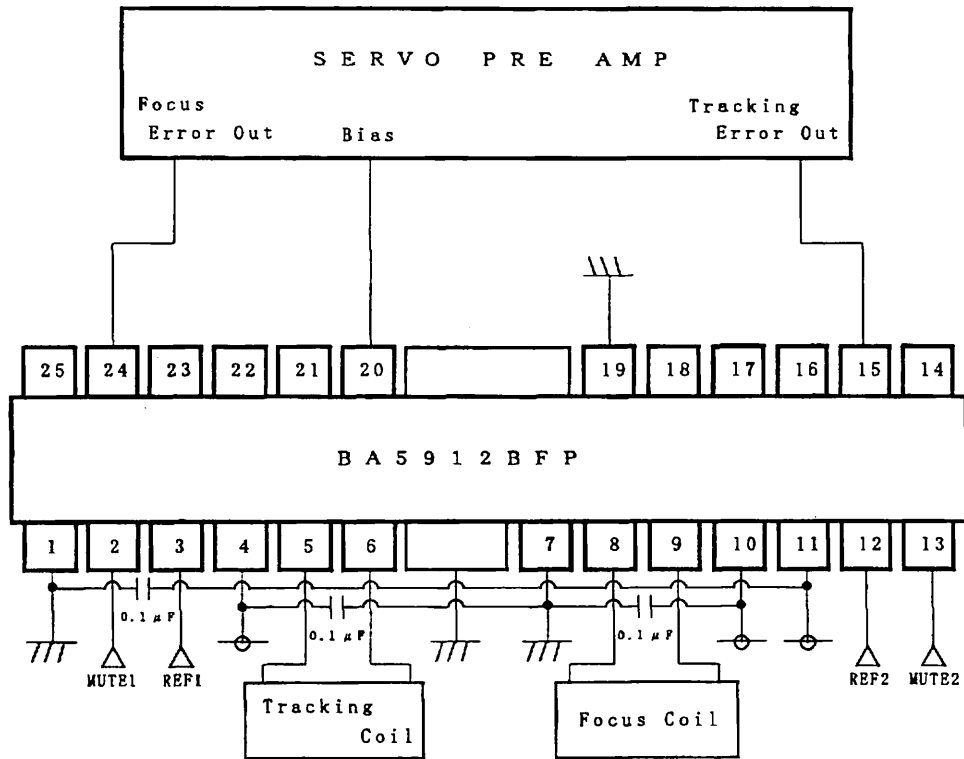 SERVO PRE AMP
Focus
Error Out
Bias
Tracking
Error Out
25 24 23 22 21 20 19 18 17 16 15 14
BA5912BFP
1 2 3 4 5 6 7 8 9 10 11 12 13
0.1μF
0.1μF
0.1μF
MUTE1
REF1
REF2
MUTE2
Tracking
Coil
Focus Coil